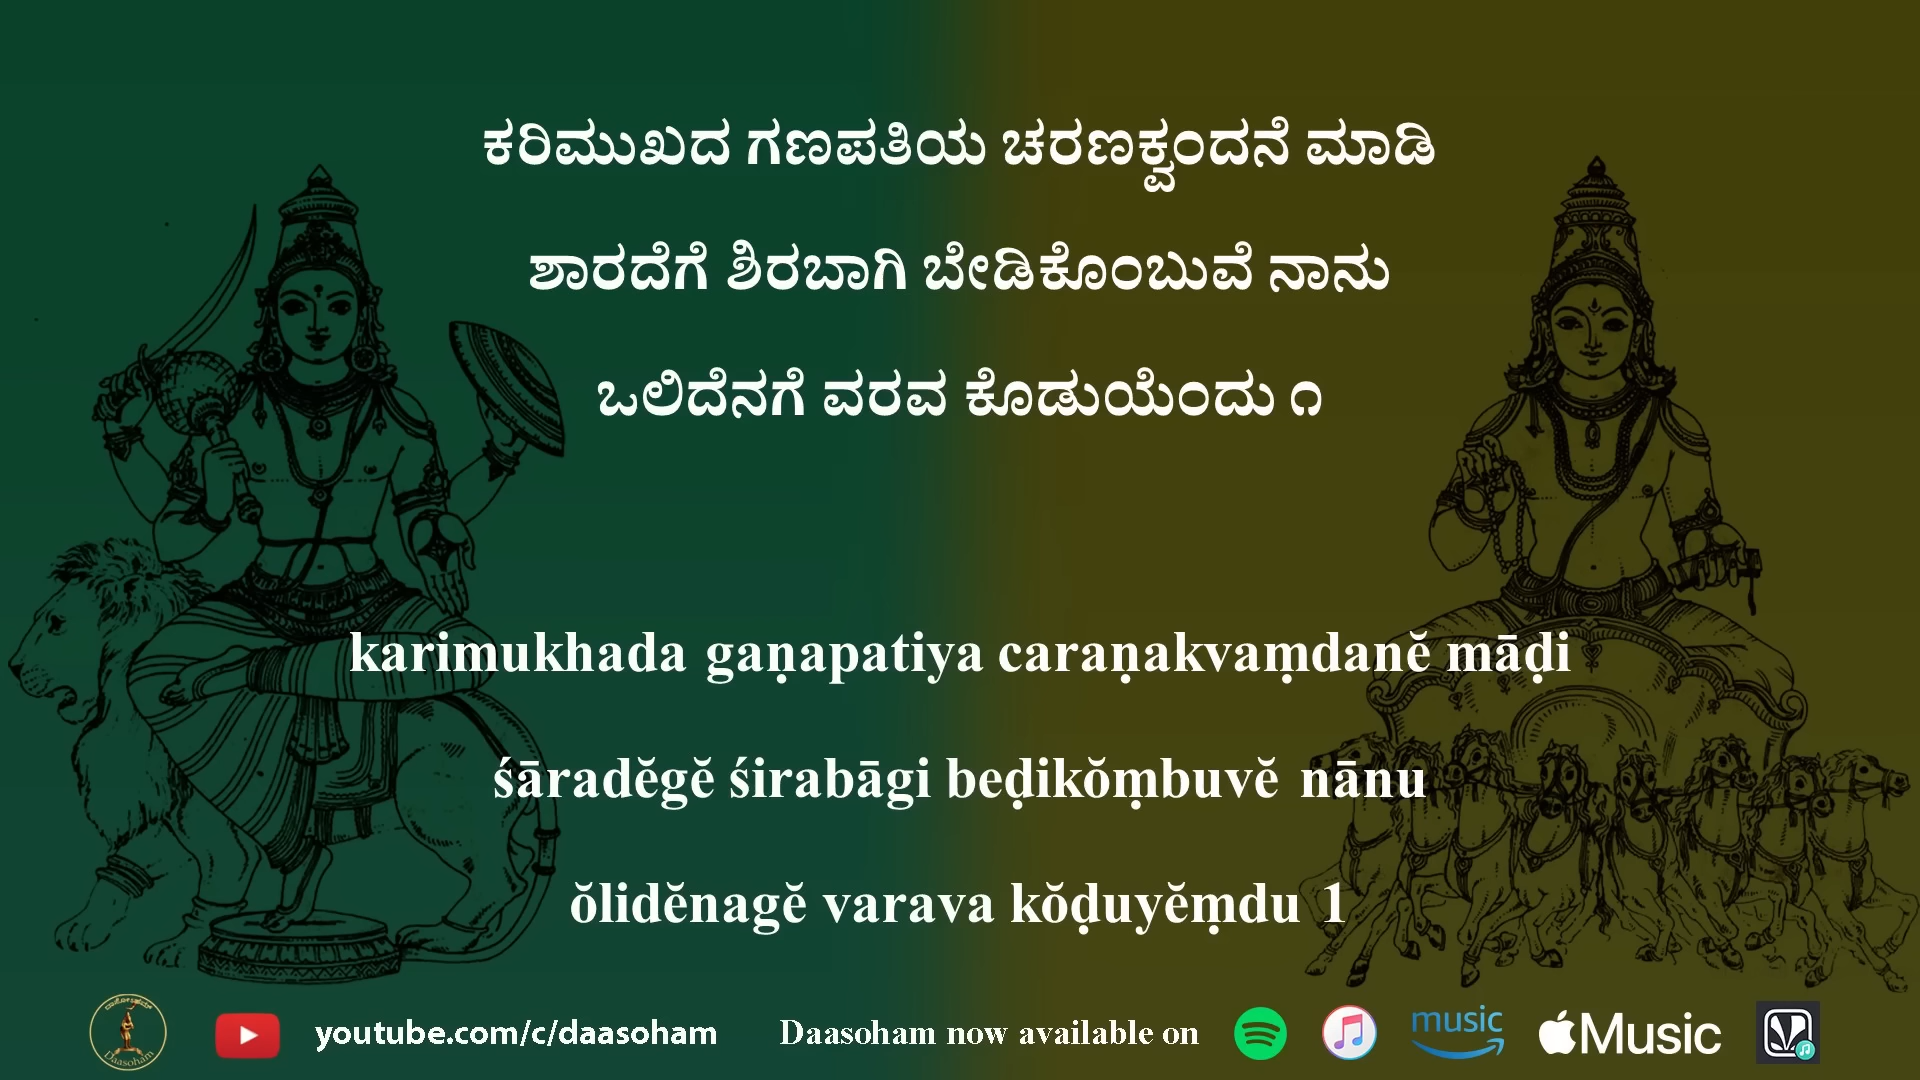 ಕರಿಮುಖದ ಗಣಪತಿಯ ಚರಣಕ್ವಂದನೆ ಮಾಡಿ
ಶಾರದೆಗೆ ಶಿರಬಾಗಿ ಬೇಡಿಕೊಂಬುವೆ ನಾನು
ಒಲಿದೆನಗೆ ವರವ ಕೊಡುಯೆಂದು ೧
karimukhada gaṇapatiya caraṇakvaṃdanĕ māḍi
śāradĕgĕ śirabāgi beḍikŏṃbuvĕ nānu
ŏlidĕnagĕ varava kŏḍuyĕṃdu 1
Daasoham
youtube.com/c/daasoham
Daasoham now available on
music
Music